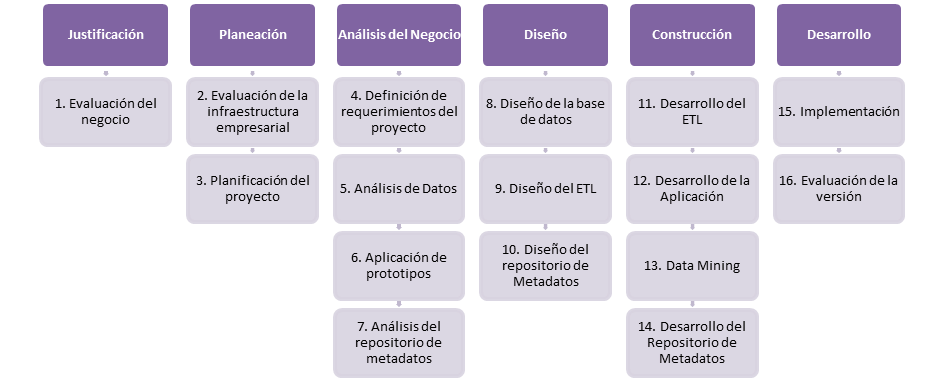 Justificación
1. Evaluación del
negocio
Planeación
2. Evaluación de la
infraestructura
empresarial
3. Planificación del
proyecto
Análisis del Negocio
4. Definición de
requerimientos del
proyecto
5. Análisis de Datos
6. Aplicación de
prototipos
7. Análisis del
repositorio de
metadatos
Diseño
8. Diseño de la base
de datos
9. Diseño del ETL
10. Diseño del
repositorio de
Metadatos
Construcción
11. Desarrollo del
ETL
12. Desarrollo de la
Aplicación
13. Data Mining
14. Desarrollo del
Repositorio de
Metadatos
Desarrollo
15. Implementación
16. Evaluación de la
versión